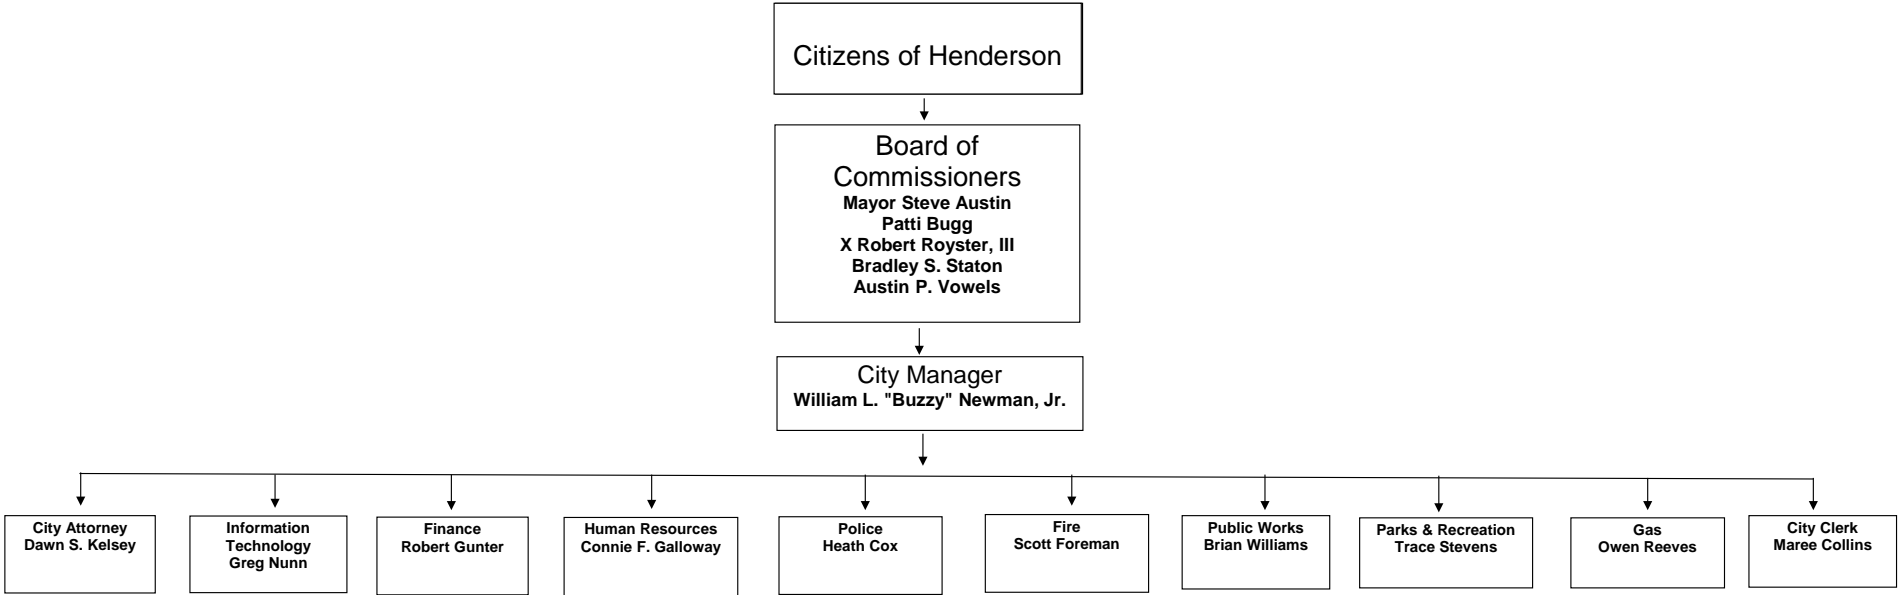 Citizens of Henderson
Board of
Commissioners
Mayor Steve Austin
Patti Bugg
X Robert Royster, III
Bradley S. Staton
Austin P. Vowels
City Manager
William L. "Buzzy" Newman, Jr.
City Attorney
Dawn S. Kelsey
Information
Technology
Greg Nunn
Finance
Robert Gunter
Human Resources
Connie F. Galloway
Police
Heath Cox
Fire
Scott Foreman
Public Works
Brian Williams
Parks & Recreation
Trace Stevens
Gas
Owen Reeves
City Clerk
Maree Collins